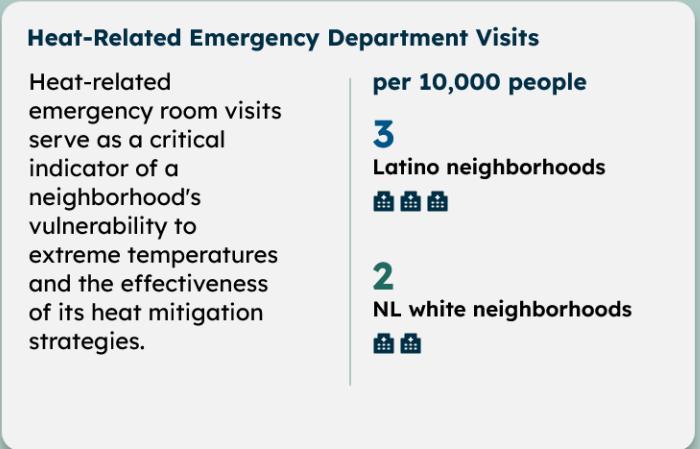 Heat-Related Emergency Department Visits
Heat-related
emergency room visits
serve as a critical
indicator of a
neighborhood's
vulnerability to
extreme temperatures
and the effectiveness
of its heat mitigation
strategies.
per 10,000 people
3
Latino neighborhoods
2
NL white neighborhoods